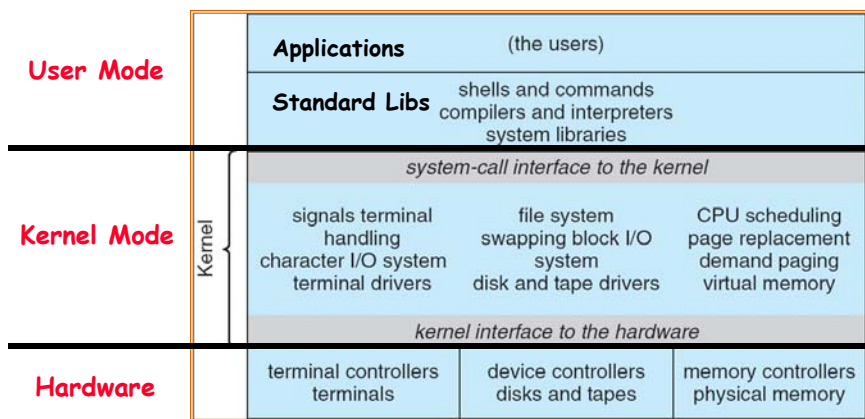 User Mode
Applications
(the users)
Standard Libs
shells and commands
compilers and interpreters
system libraries
Kernel Mode
Kernel
system-call interface to the kernel
signals terminal
handling
character I/O system
terminal drivers
file system
swapping block I/O
system
disk and tape drivers
CPU scheduling
page replacement
demand paging
virtual memory
kernel interface to the hardware
Hardware
terminal controllers
terminals
device controllers
disks and tapes
memory controllers
physical memory